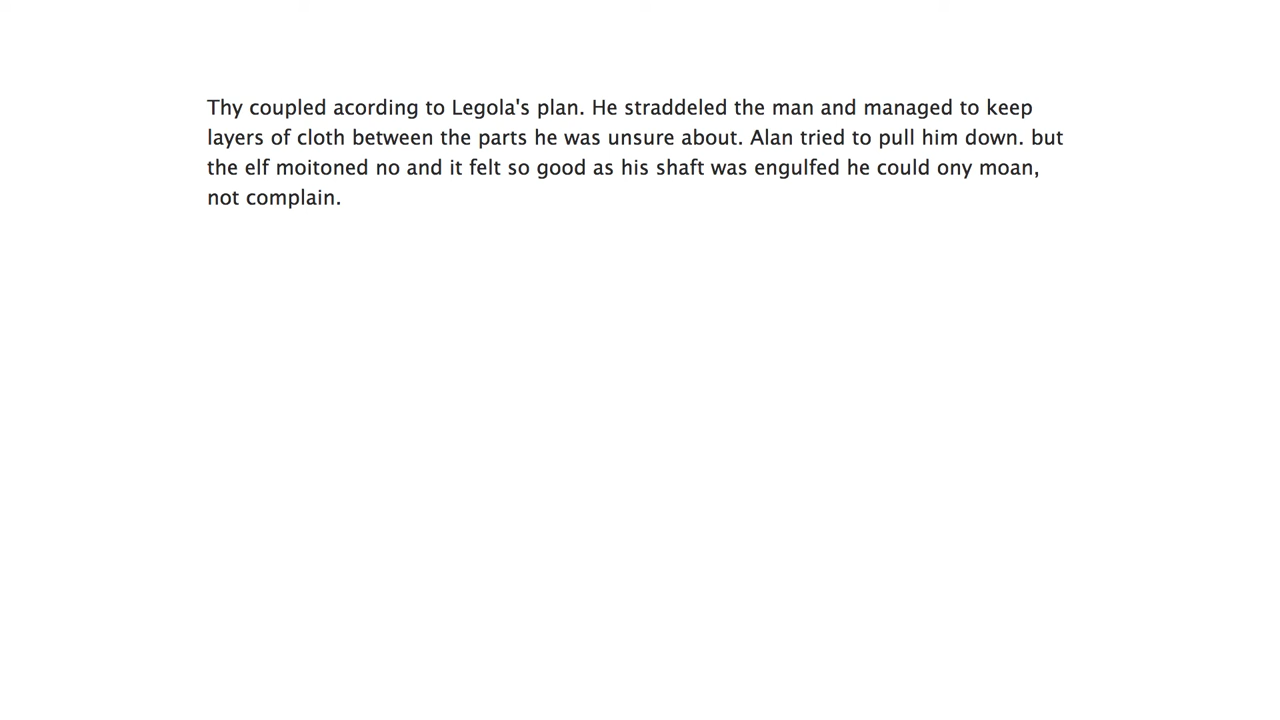 Thy coupled acording to Legola's plan. He straddeled the man and managed to keep
layers of cloth between the parts he was unsure about. Alan tried to pull him down. but
the elf moitoned no and it felt so good as his shaft was engulfed he could ony moan,
not complain.